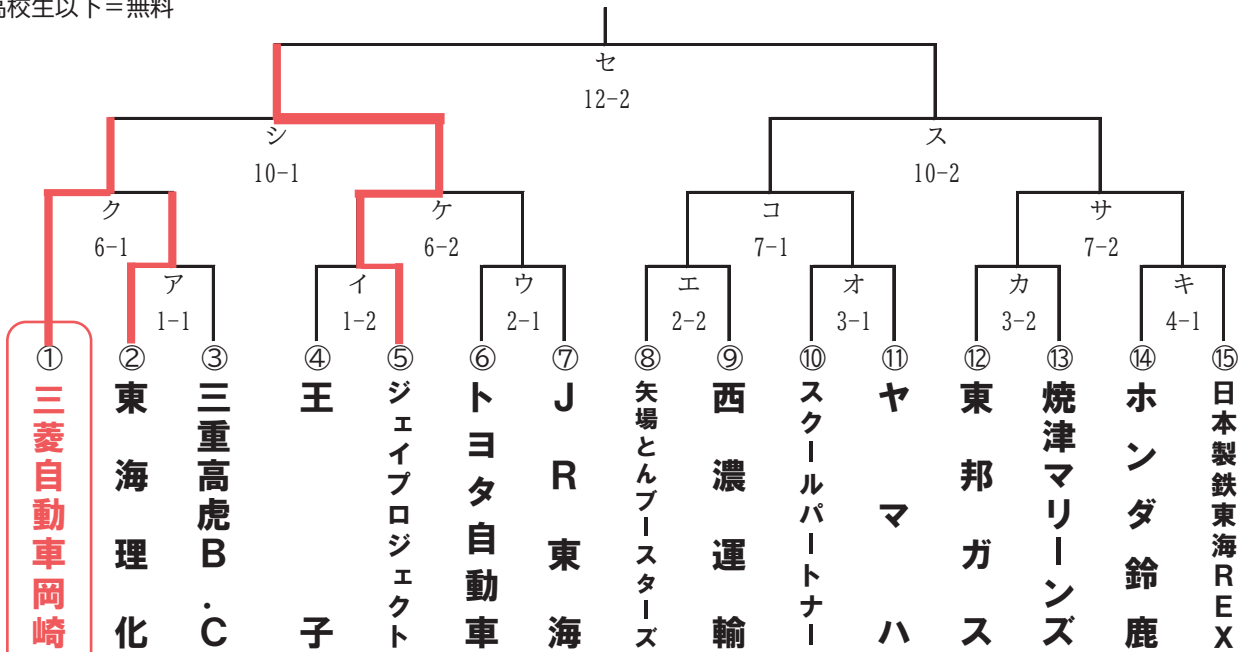 高校生以下＝無料
セ
12-2
シ
10-1
ス
10-2
ク
6-1
ケ
6-2
コ
7-1
サ
7-2
ア
1-1
イ
1-2
ウ
2-1
エ
2-2
オ
3-1
カ
3-2
キ
4-1
①
三菱自動車岡崎
②
東海理化
③
三重高虎B.C
④
王子
⑤
ジェイプロジェクト
⑥
トヨタ自動車
⑦
JR東海
⑧
矢場とんブースターズ
⑨
西濃運輸
⑩
スクールパートナー
⑪
ヤマハ
⑫
東邦ガス
⑬
焼津マリーンズ
⑭
ホンダ鈴鹿
⑮
日本製鉄東海REX